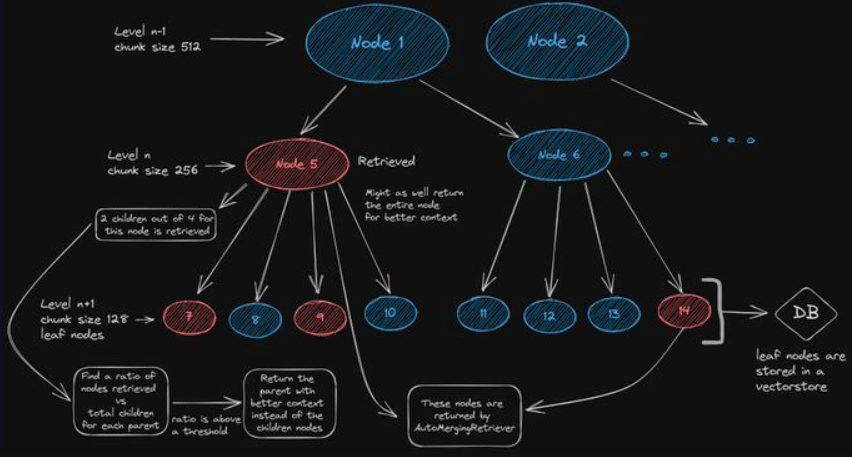 Level n-1
chunk size 512
Node 1
Node 2
Level n
chunk size 256
Node 5
Retrieved
Node 6
Might as well return
the entire node
for better context
2 children out of 4 for
this node is retrieved
Level n+1
chunk size 128
leaf nodes
7
8
9
10
11
12
13
14
DB
leaf nodes are
stored in a
vectorstore
Find a ratio of
nodes retrieved
vs
total children
for each parent
ratio is above
a threshold
Return the
parent with
better context
instead of the
children nodes
These nodes are
returned by
AutoMergingRetriever